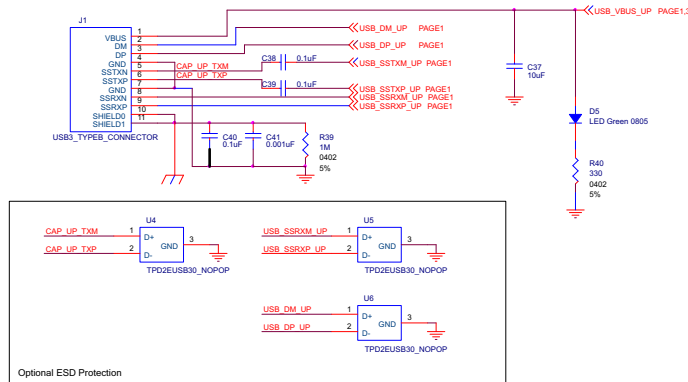 USB_VBUS_UP PAGE1,3
J1
VBUS 1
DM 2
DP 3
GND 4
SSTXN 5
SSTXP 6
GND 7
SSRXN 8
SSRXP 9
SHIELD0 10
SHIELD1 11
USB3_TYPEB_CONNECTOR
USB_DM_UP PAGE1
USB_DP_UP PAGE1
CAP_UP_TXM
C38 0.1uF
USB_SSTXM_UP PAGE1
CAP_UP_TXP
C39 0.1uF
USB_SSTXP_UP PAGE1
USB_SSRXM_UP PAGE1
USB_SSRXP_UP PAGE1
C37
10uF
D5
LED Green 0805
C40
0.1uF
C41
0.001uF
R39
1M
0402
5%
R40
330
0402
5%
U4
CAP_UP_TXM 1 D+
CAP_UP_TXP 2 D-
GND 3
TPD2EUSB30_NOPOP
U5
USB_SSRXM_UP 1 D+
USB_SSRXP_UP 2 D-
GND 3
TPD2EUSB30_NOPOP
U6
USB_DM_UP 1 D+
USB_DP_UP 2 D-
GND 3
TPD2EUSB30_NOPOP
Optional ESD Protection